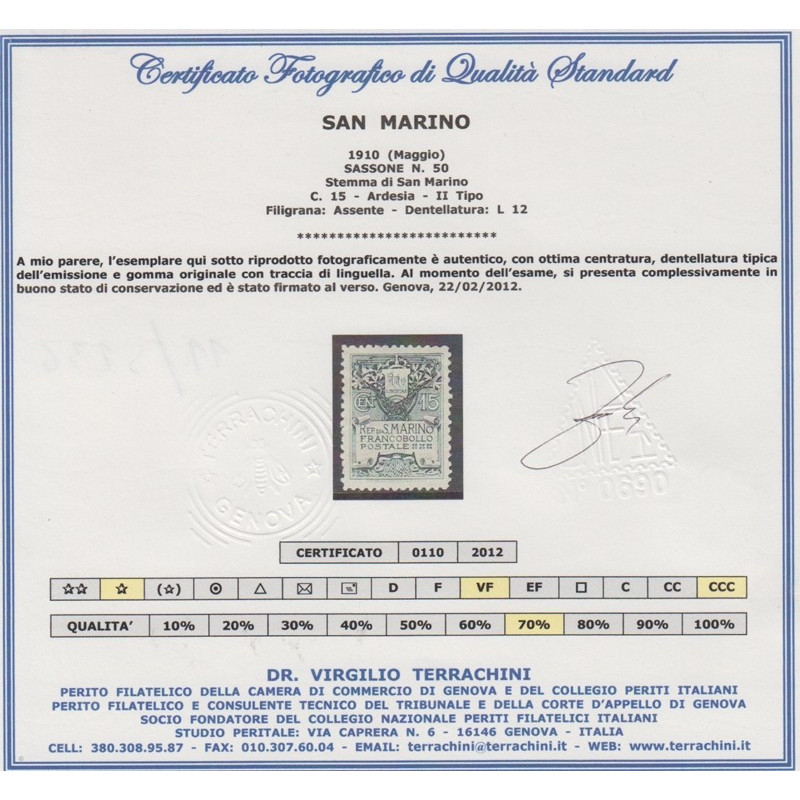 Certificato Fotografico di Qualità Standard
SAN MARINO
1910 (Maggio)
SASSONE N. 50
Stemma di San Marino
C. 15 - Ardesia - II Tipo
Filigrana: Assente - Dentellatura: L 12
*************************
A mio parere, l'esemplare qui sotto riprodotto fotograficamente è autentico, con ottima centratura, dentellatura tipica
dell'emissione e gomma originale con traccia di linguella. Al momento dell'esame, si presenta complessivamente in
buono stato di conservazione ed è stato firmato al verso. Genova, 22/02/2012.
CEN 15
REP. DI S. MARINO
FRANCOBOLLO
POSTALE
TERRACHINI
GENOVA
N° 0690
CERTIFICATO 0110 2012
☆☆ ☆ (☆) D F VF EF C CC CCC
QUALITA' 10% 20% 30% 40% 50% 60% 70% 80% 90% 100%
DR. VIRGILIO TERRACHINI
PERITO FILATELICO DELLA CAMERA DI COMMERCIO DI GENOVA E DEL COLLEGIO PERITI ITALIANI
PERITO FILATELICO E CONSULENTE TECNICO DEL TRIBUNALE E DELLA CORTE D'APPELLO DI GENOVA
SOCIO FONDATORE DEL COLLEGIO NAZIONALE PERITI FILATELICI ITALIANI
STUDIO PERITALE: VIA CAPRERA N. 6 - 16146 GENOVA - ITALIA
CELL: 380.308.95.87 - FAX: 010.307.60.04 - EMAIL: terrachini@terrachini.it - WEB: www.terrachini.it